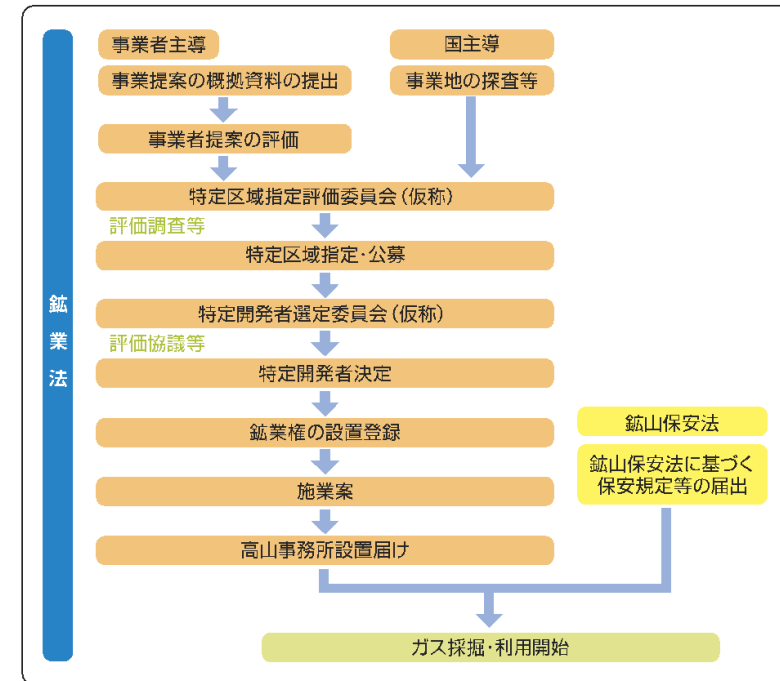 鉱業法
事業者主導
国主導
事業提案の概拠資料の提出
事業地の探査等
事業者提案の評価
特定区域指定評価委員会(仮称)
評価調査等
特定区域指定・公募
特定開発者選定委員会(仮称)
評価協議等
特定開発者決定
鉱業権の設置登録
鉱山保安法
鉱山保安法に基づく
保安規定等の届出
施業案
高山事務所設置届け
ガス採掘・利用開始